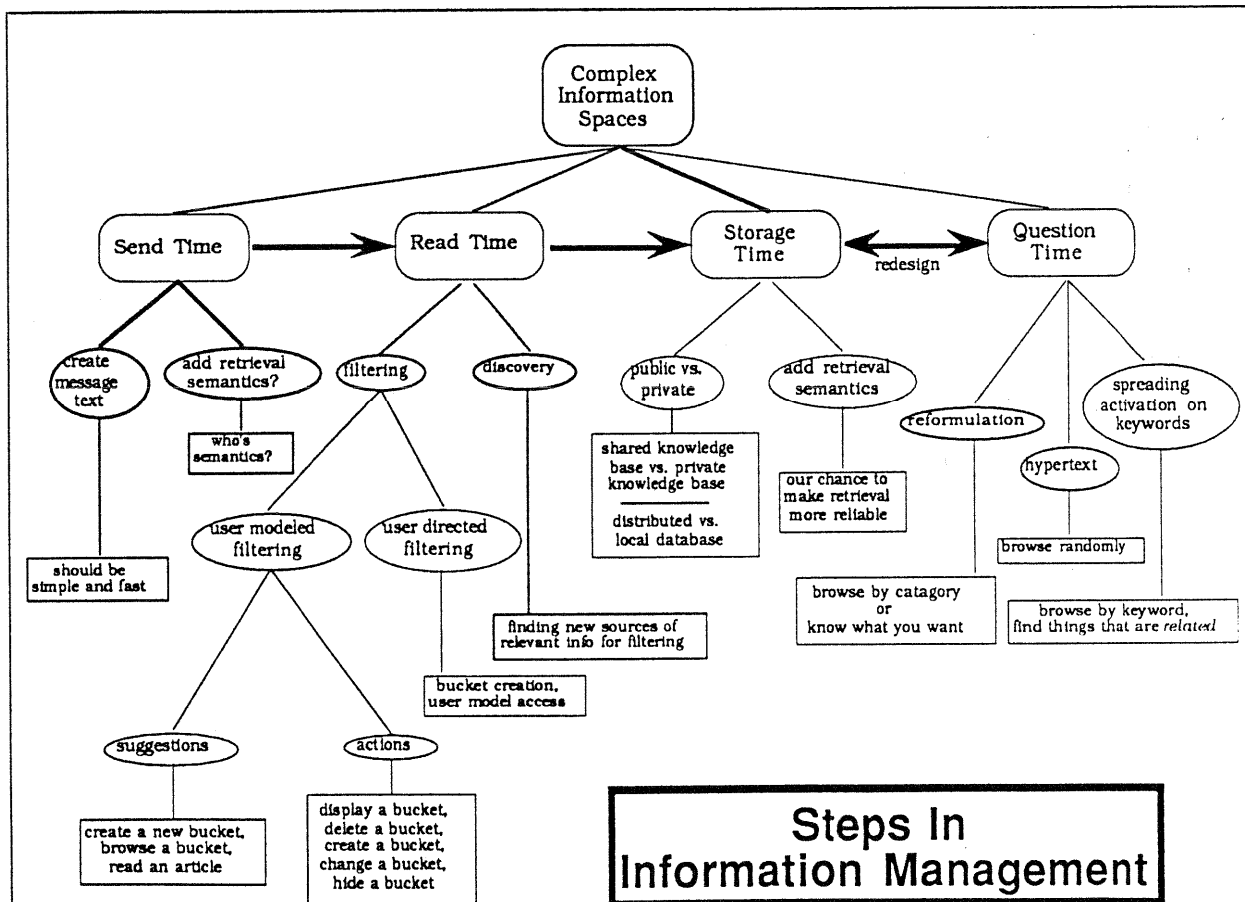 Complex
Information
Spaces
Send Time
Read Time
Storage
Time
redesign
Question
Time
create
message
text
add retrieval
semantics?
filtering
discovery
public vs.
private
add retrieval
semantics
reformulation
hypertext
spreading
activation on
keywords
who's
semantics?
shared knowledge
base vs. private
knowledge base
distributed vs.
local database
our chance to
make retrieval
more reliable
browse randomly
user modeled
filtering
user directed
filtering
should be
simple and fast
browse by catagory
or
know what you want
browse by keyword,
find things that are related
finding new sources of
relevant info for filtering
bucket creation,
user model access
suggestions
actions
create a new bucket,
browse a bucket,
read an article
display a bucket,
delete a bucket,
create a bucket,
change a bucket,
hide a bucket
Steps In
Information Management